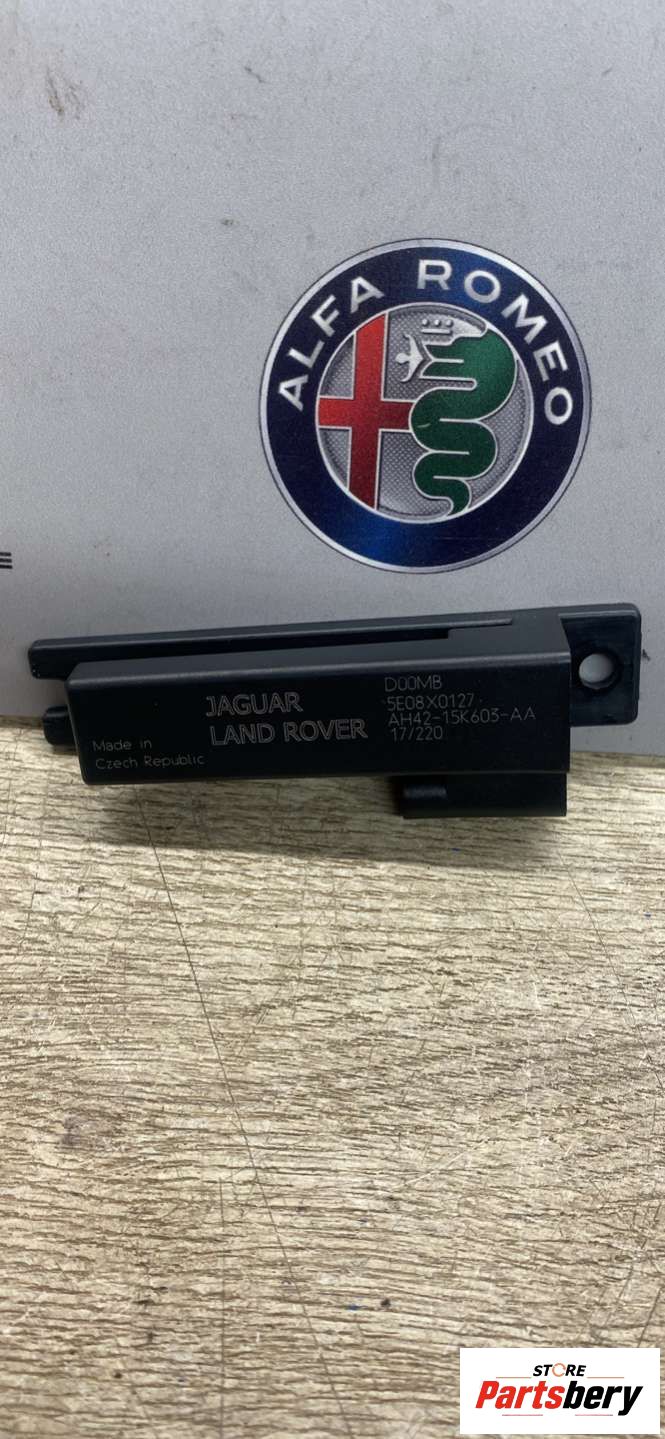 ALFA ROMEO
JAGUAR
LAND ROVER
Made in
Czech Republic
D00MB
5E08X0127
AH42-15K603-AA
17/220
STORE
Partsbery